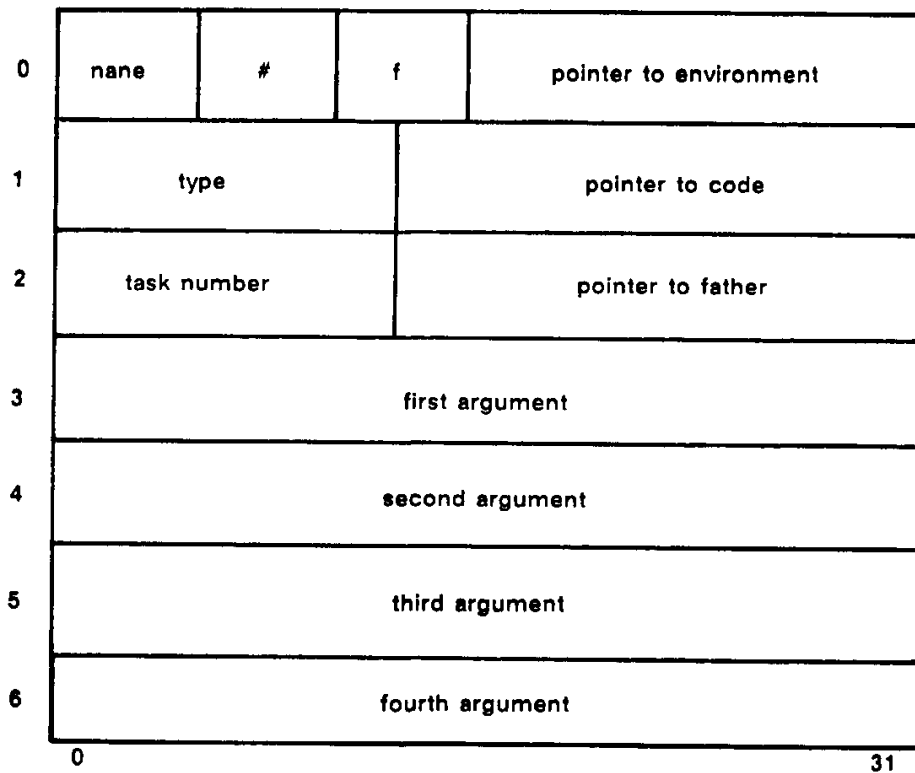 0 nane # f pointer to environment
1 type pointer to code
2 task number pointer to father
3 first argument
4 second argument
5 third argument
6 fourth argument
0 31